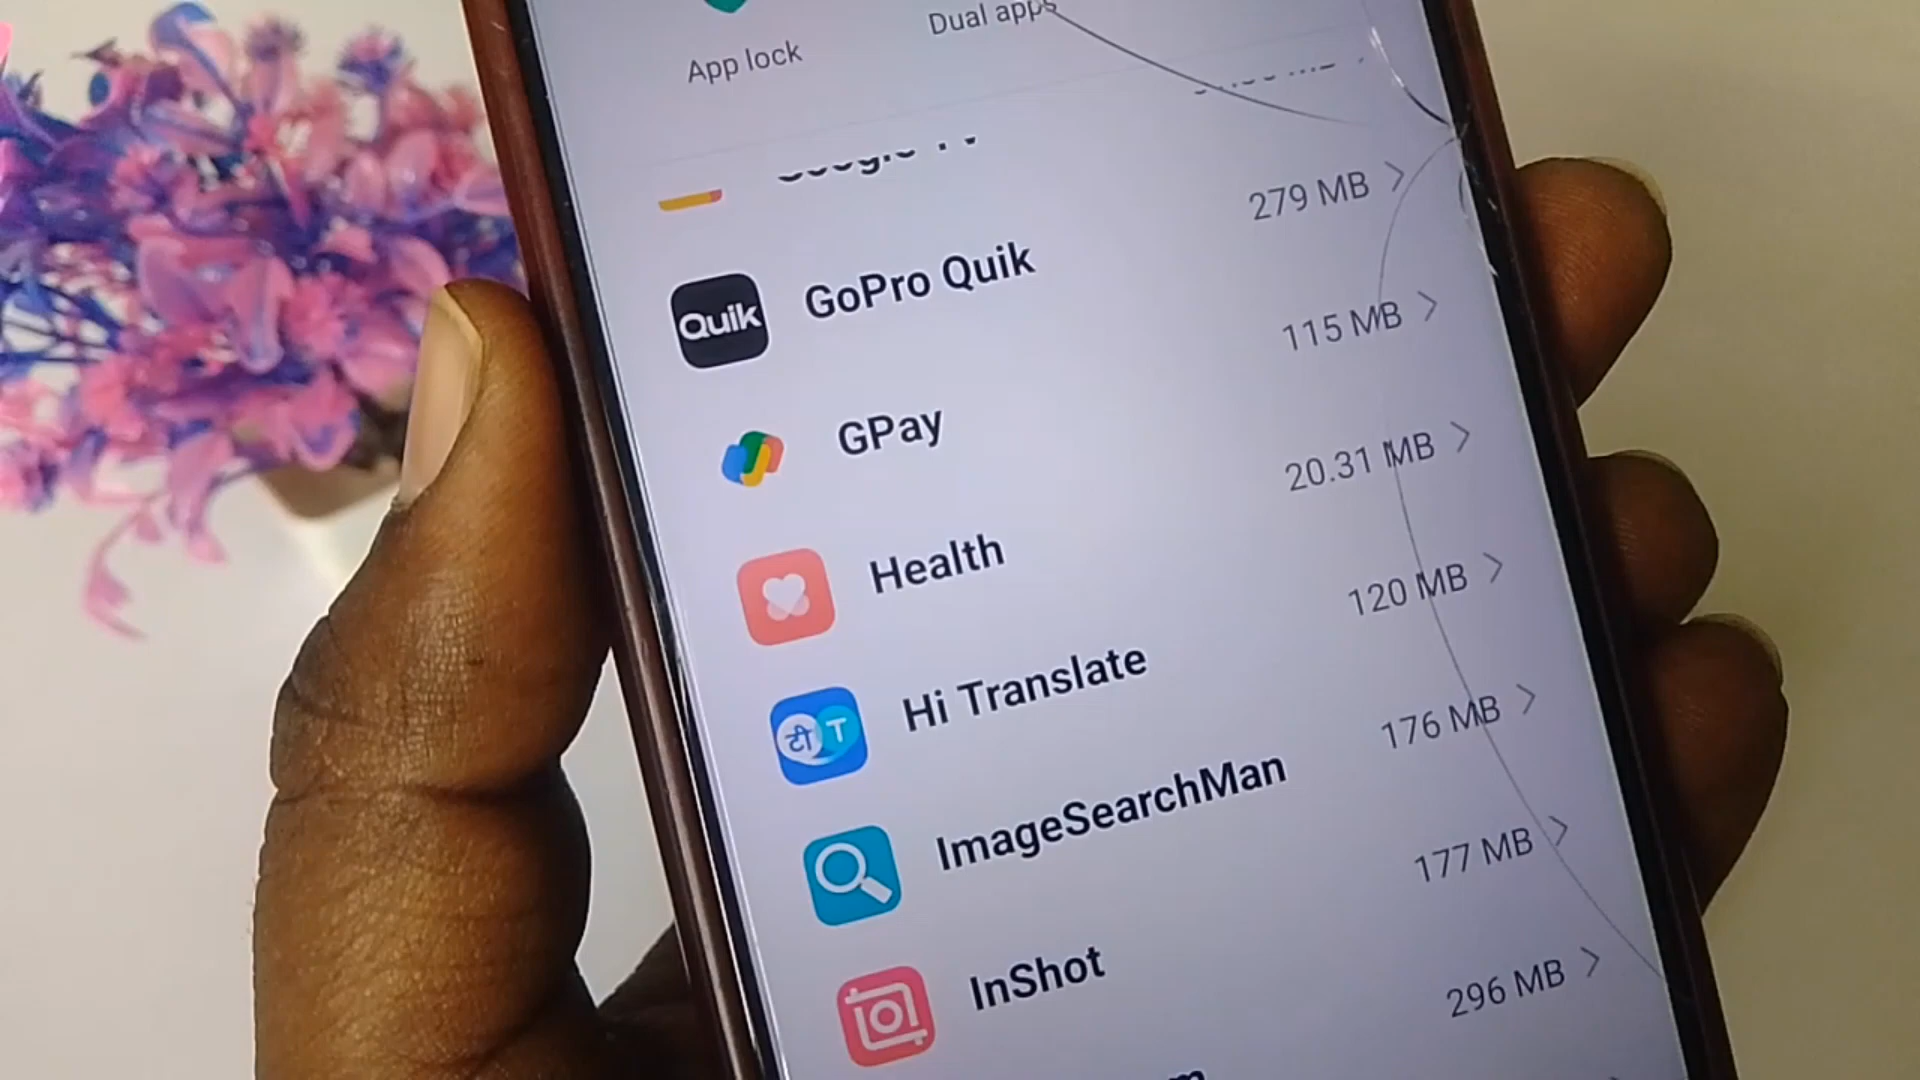 App lock
Dual apps
GoPro Quik 279 MB
Quik
GPay 115 MB
Health 20.31 MB
Hi Translate 120 MB
टी T
ImageSearchMan 176 MB
InShot 177 MB
296 MB